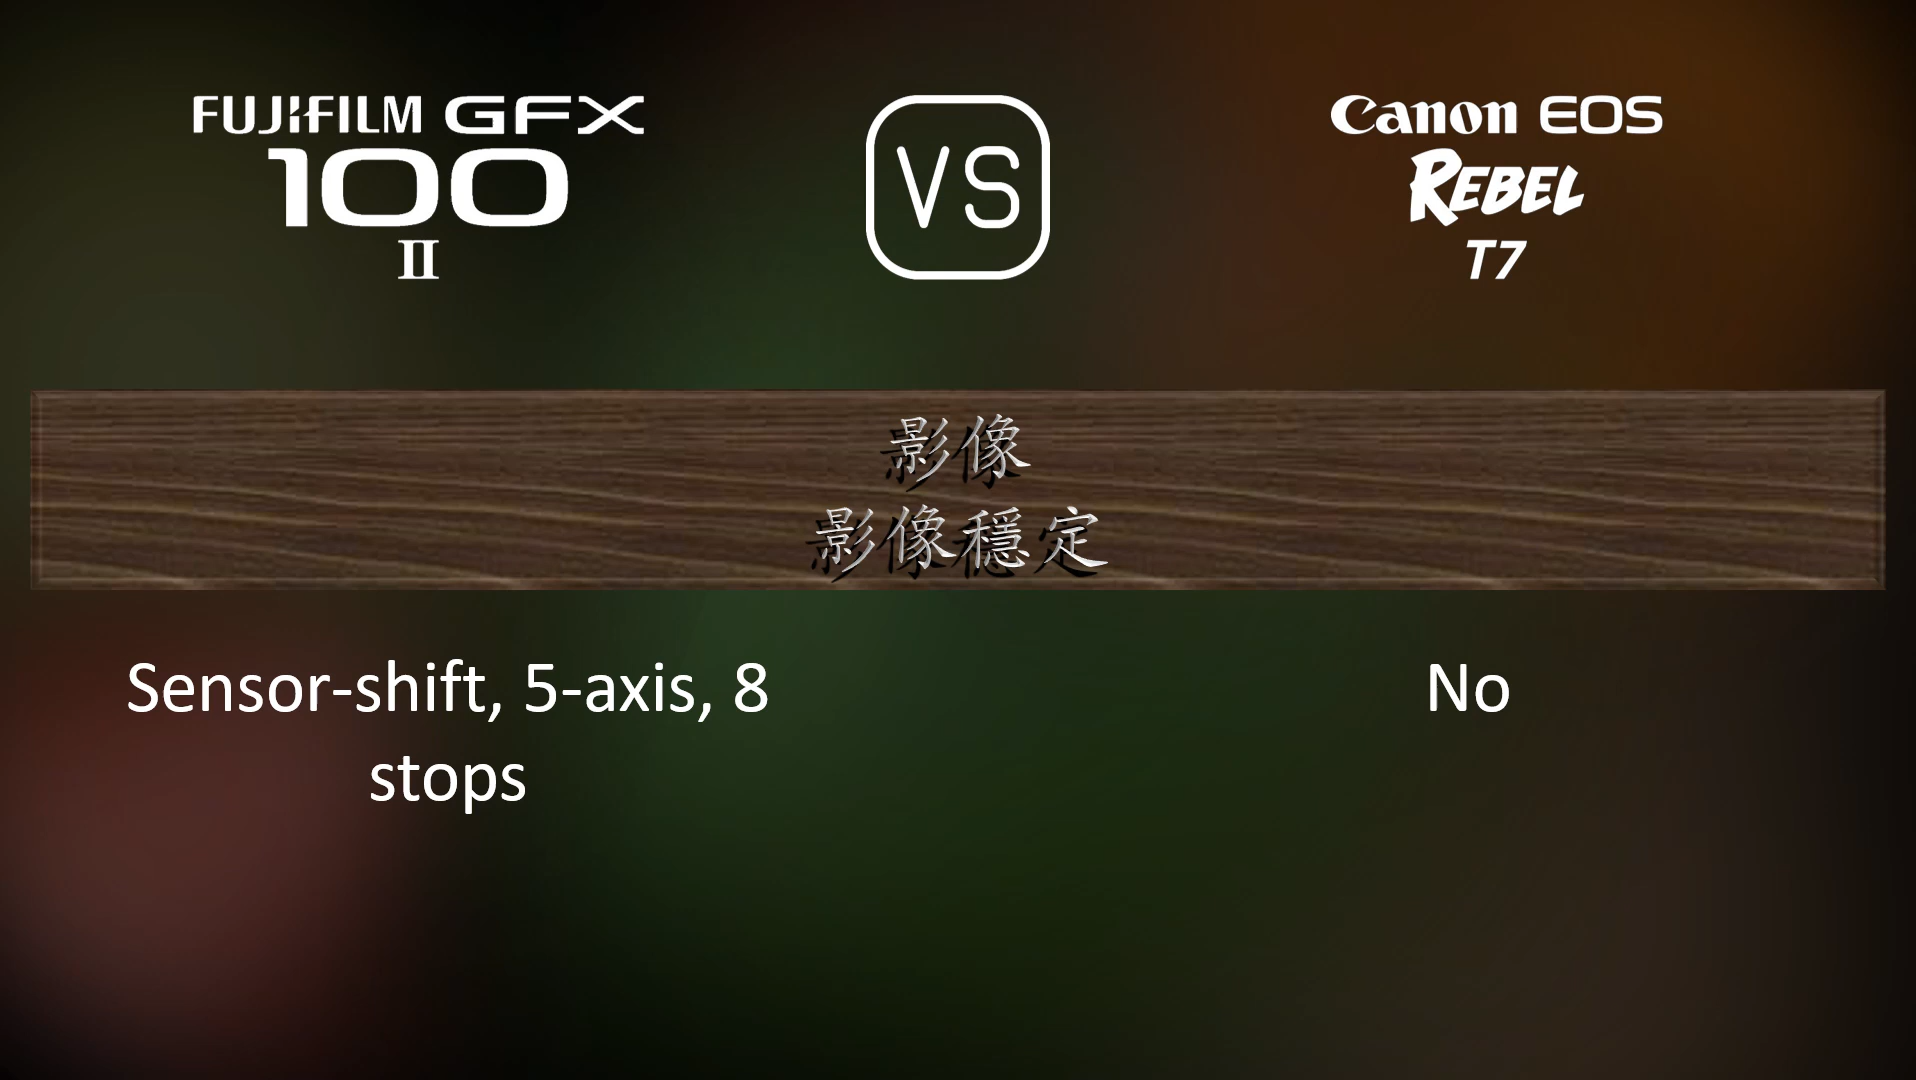 FUJIFILM GFX
100
II
VS
Canon EOS
REBEL
T7
影像
影像穩定
Sensor-shift, 5-axis, 8
stops
No